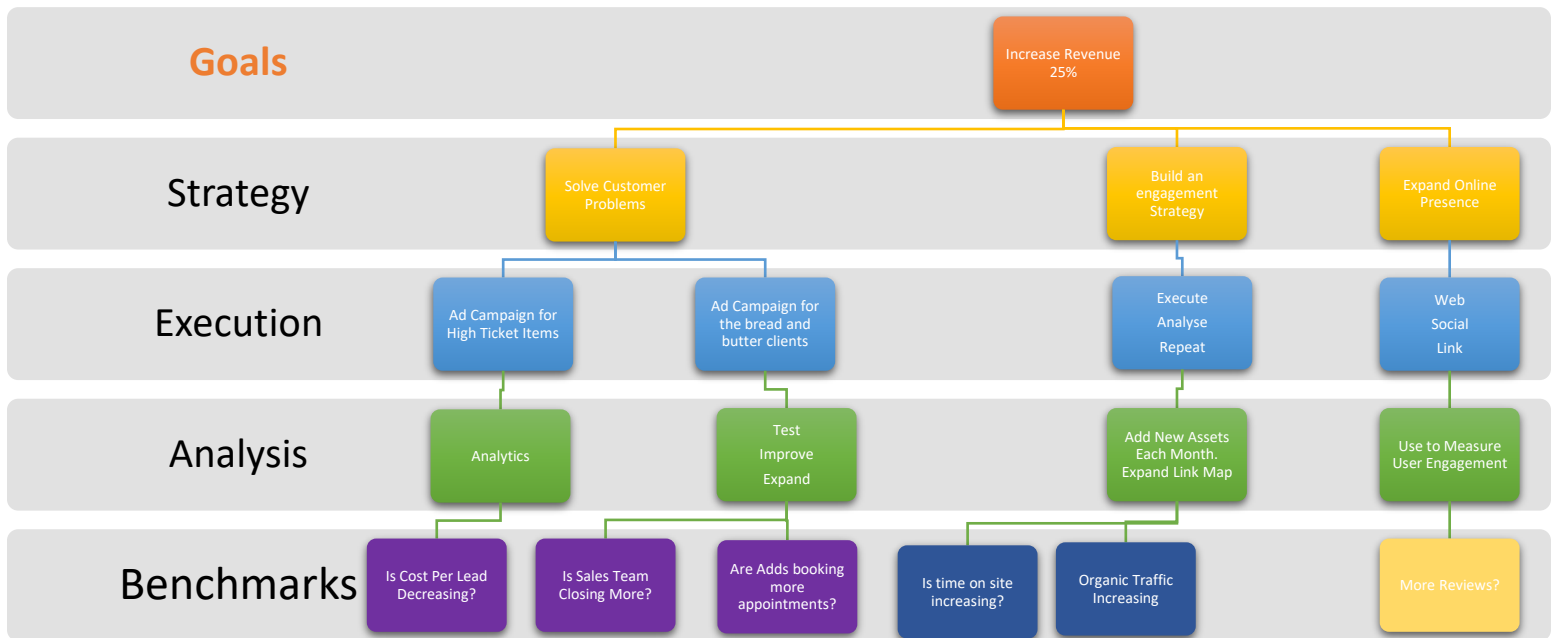 Goals
Increase Revenue
25%
Strategy
Solve Customer
Problems
Build an
engagement
Strategy
Expand Online
Presence
Execution
Ad Campaign for
High Ticket Items
Ad Campaign for
the bread and
butter clients
Execute
Analyse
Repeat
Web
Social
Link
Analysis
Analytics
Test
Improve
Expand
Add New Assets
Each Month.
Expand Link Map
Use to Measure
User Engagement
Benchmarks
Is Cost Per Lead
Decreasing?
Is Sales Team
Closing More?
Are Adds booking
more
appointments?
Is time on site
increasing?
Organic Traffic
Increasing
More Reviews?